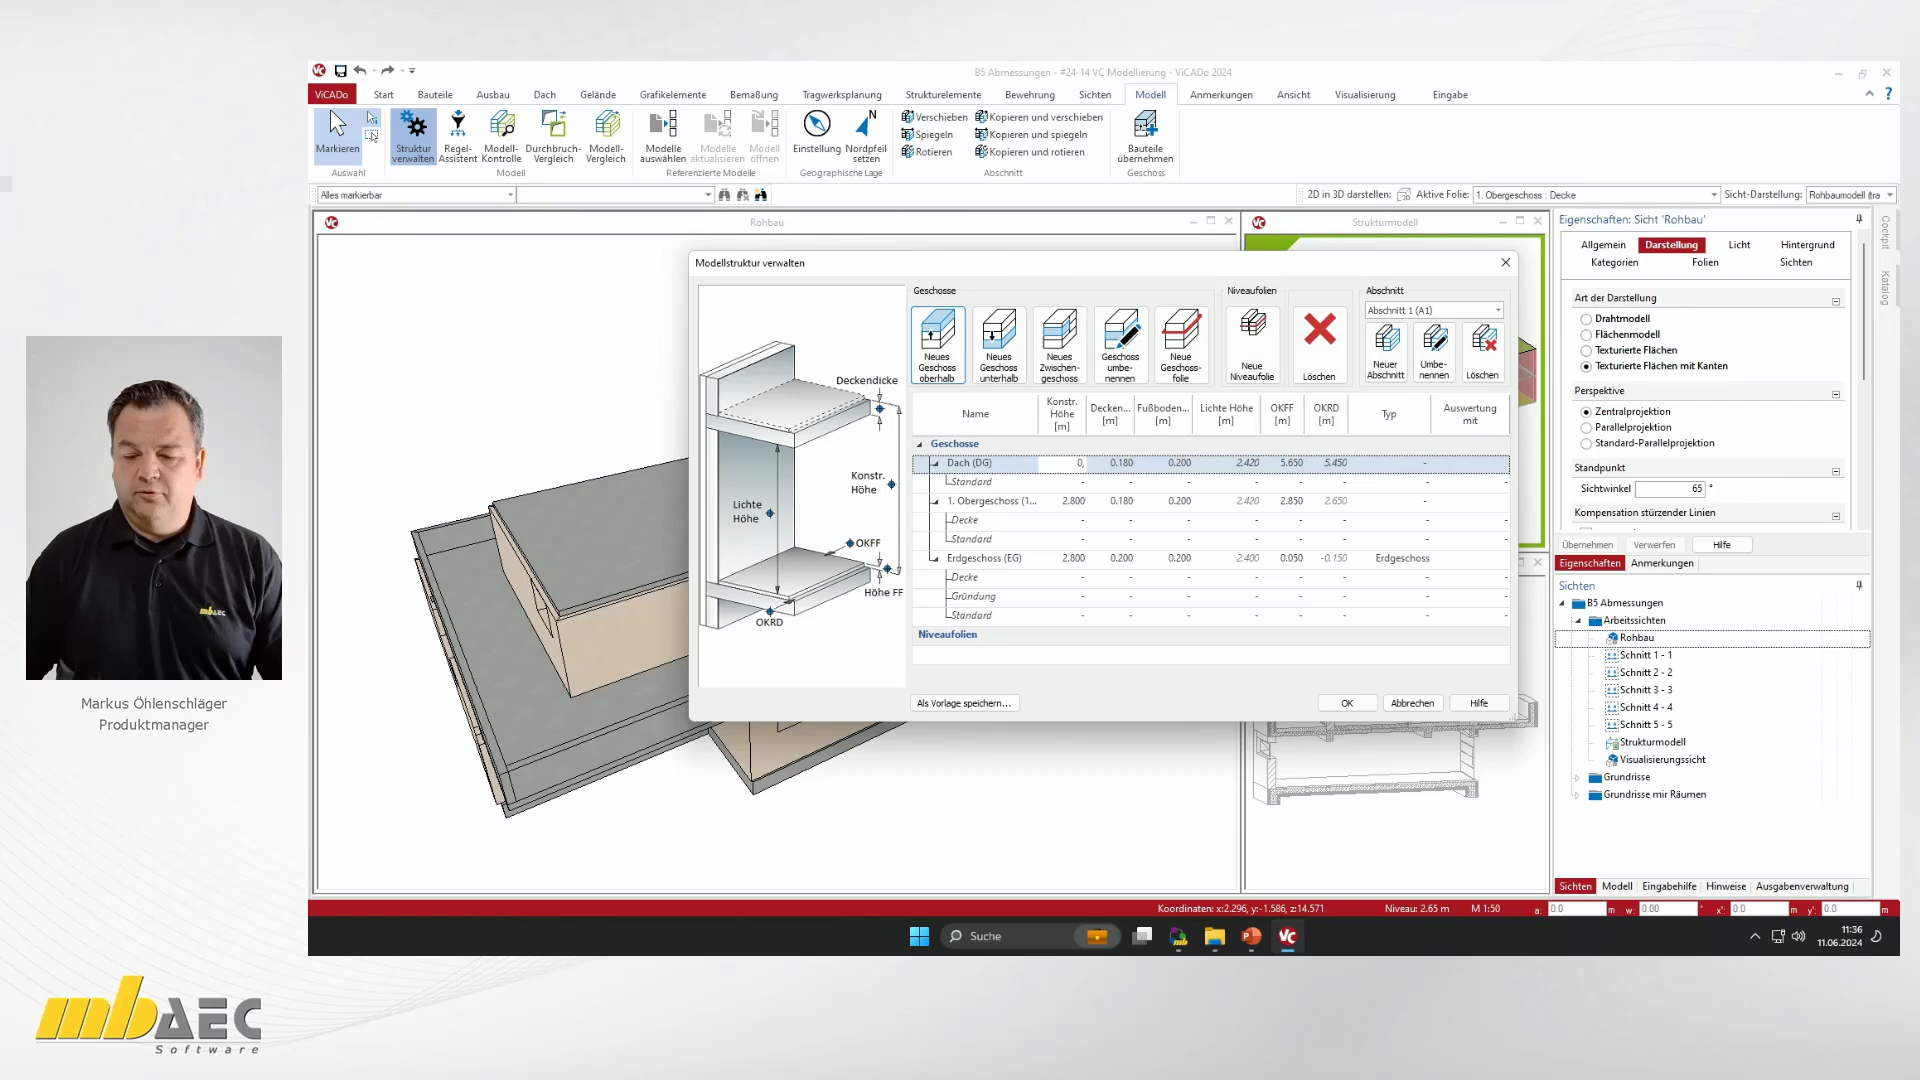 B5 Abmessungen - #24-14 VC Modellierung - ViCADo 2024
ViCADo Start Bauteile Ausbau Dach Gelände Grafikelemente Bemaßung Tragwerksplanung Strukturelemente Bewehrung Sichten Modell Anmerkungen Ansicht Visualisierung Eingabe
Markieren
Struktur verwalten
Regel-Assistent
Modell-Kontrolle
Durchbruch-Vergleich
Modell-Vergleich
Modelle auswählen
Modelle aktualisieren
Modell öffnen
Einstellung
Nordpfeil setzen
Verschieben Kopieren und verschieben
Spiegeln Kopieren und spiegeln
Rotieren Kopieren und rotieren
Bauteile übernehmen
Auswahl Modell Referenzierte Modelle Geographische Lage Abschnitt Geschoss
Alles markierbar 2D in 3D darstellen: Aktive Folie: 1. Obergeschoss : Decke Sicht-Darstellung: Rohbaumodell (tra
Rohbau
Strukturmodell
Modellstruktur verwalten
Geschosse Niveaufolien Abschnitt
Abschnitt 1 (A1)
Neues Geschoss oberhalb
Neues Geschoss unterhalb
Neues Zwischen-geschoss
Geschoss umbe-nennen
Neue Geschoss-folie
Neue Niveaufolie
Löschen
Neuer Abschnitt
Umbe-nennen
Löschen
Deckendicke
Konstr. Höhe
Lichte Höhe
OKFF
Höhe FF
OKRD
Name Konstr. Höhe [m] Decken... [m] Fußboden... [m] Lichte Höhe [m] OKFF [m] OKRD [m] Typ Auswertung mit
Geschosse
Dach (DG) 0, 0.180 0.200 2.420 5.650 5.450 -
Standard - - - - - - - -
1. Obergeschoss (1... 2.800 0.180 0.200 2.420 2.850 2.650 -
Decke - - - - - - - -
Standard - - - - - - - -
Erdgeschoss (EG) 2.800 0.200 0.200 2.400 0.050 -0.150 Erdgeschoss
Decke - - - - - - - -
Gründung - - - - - - - -
Standard - - - - - - - -
Niveaufolien
Als Vorlage speichern... OK Abbrechen Hilfe
Eigenschaften: Sicht 'Rohbau'
Allgemein Darstellung Licht Hintergrund
Kategorien Folien Sichten
Art der Darstellung
Drahtmodell
Flächenmodell
Texturierte Flächen
Texturierte Flächen mit Kanten
Perspektive
Zentralprojektion
Parallelprojektion
Standard-Parallelprojektion
Standpunkt
Sichtwinkel 65 °
Kompensation stürzender Linien
Übernehmen Verwerfen Hilfe
Eigenschaften Anmerkungen
Sichten
B5 Abmessungen
Arbeitssichten
Rohbau
Schnitt 1 - 1
Schnitt 2 - 2
Schnitt 3 - 3
Schnitt 4 - 4
Schnitt 5 - 5
Strukturmodell
Visualisierungssicht
Grundrisse
Grundrisse mir Räumen
Sichten Modell Eingabehilfe Hinweise Ausgabenverwaltung
Cockpit
Katalog
Koordinaten: x:2.296, y:-1.586, z:14.571 Niveau: 2.65 m M 1:50 a: 0.0 m w: 0.00 ° x': 0.0 m y': 0.0 m
Suche
11:36
11.06.2024
mbAEC
Markus Öhlenschläger
Produktmanager
mbAEC
Software